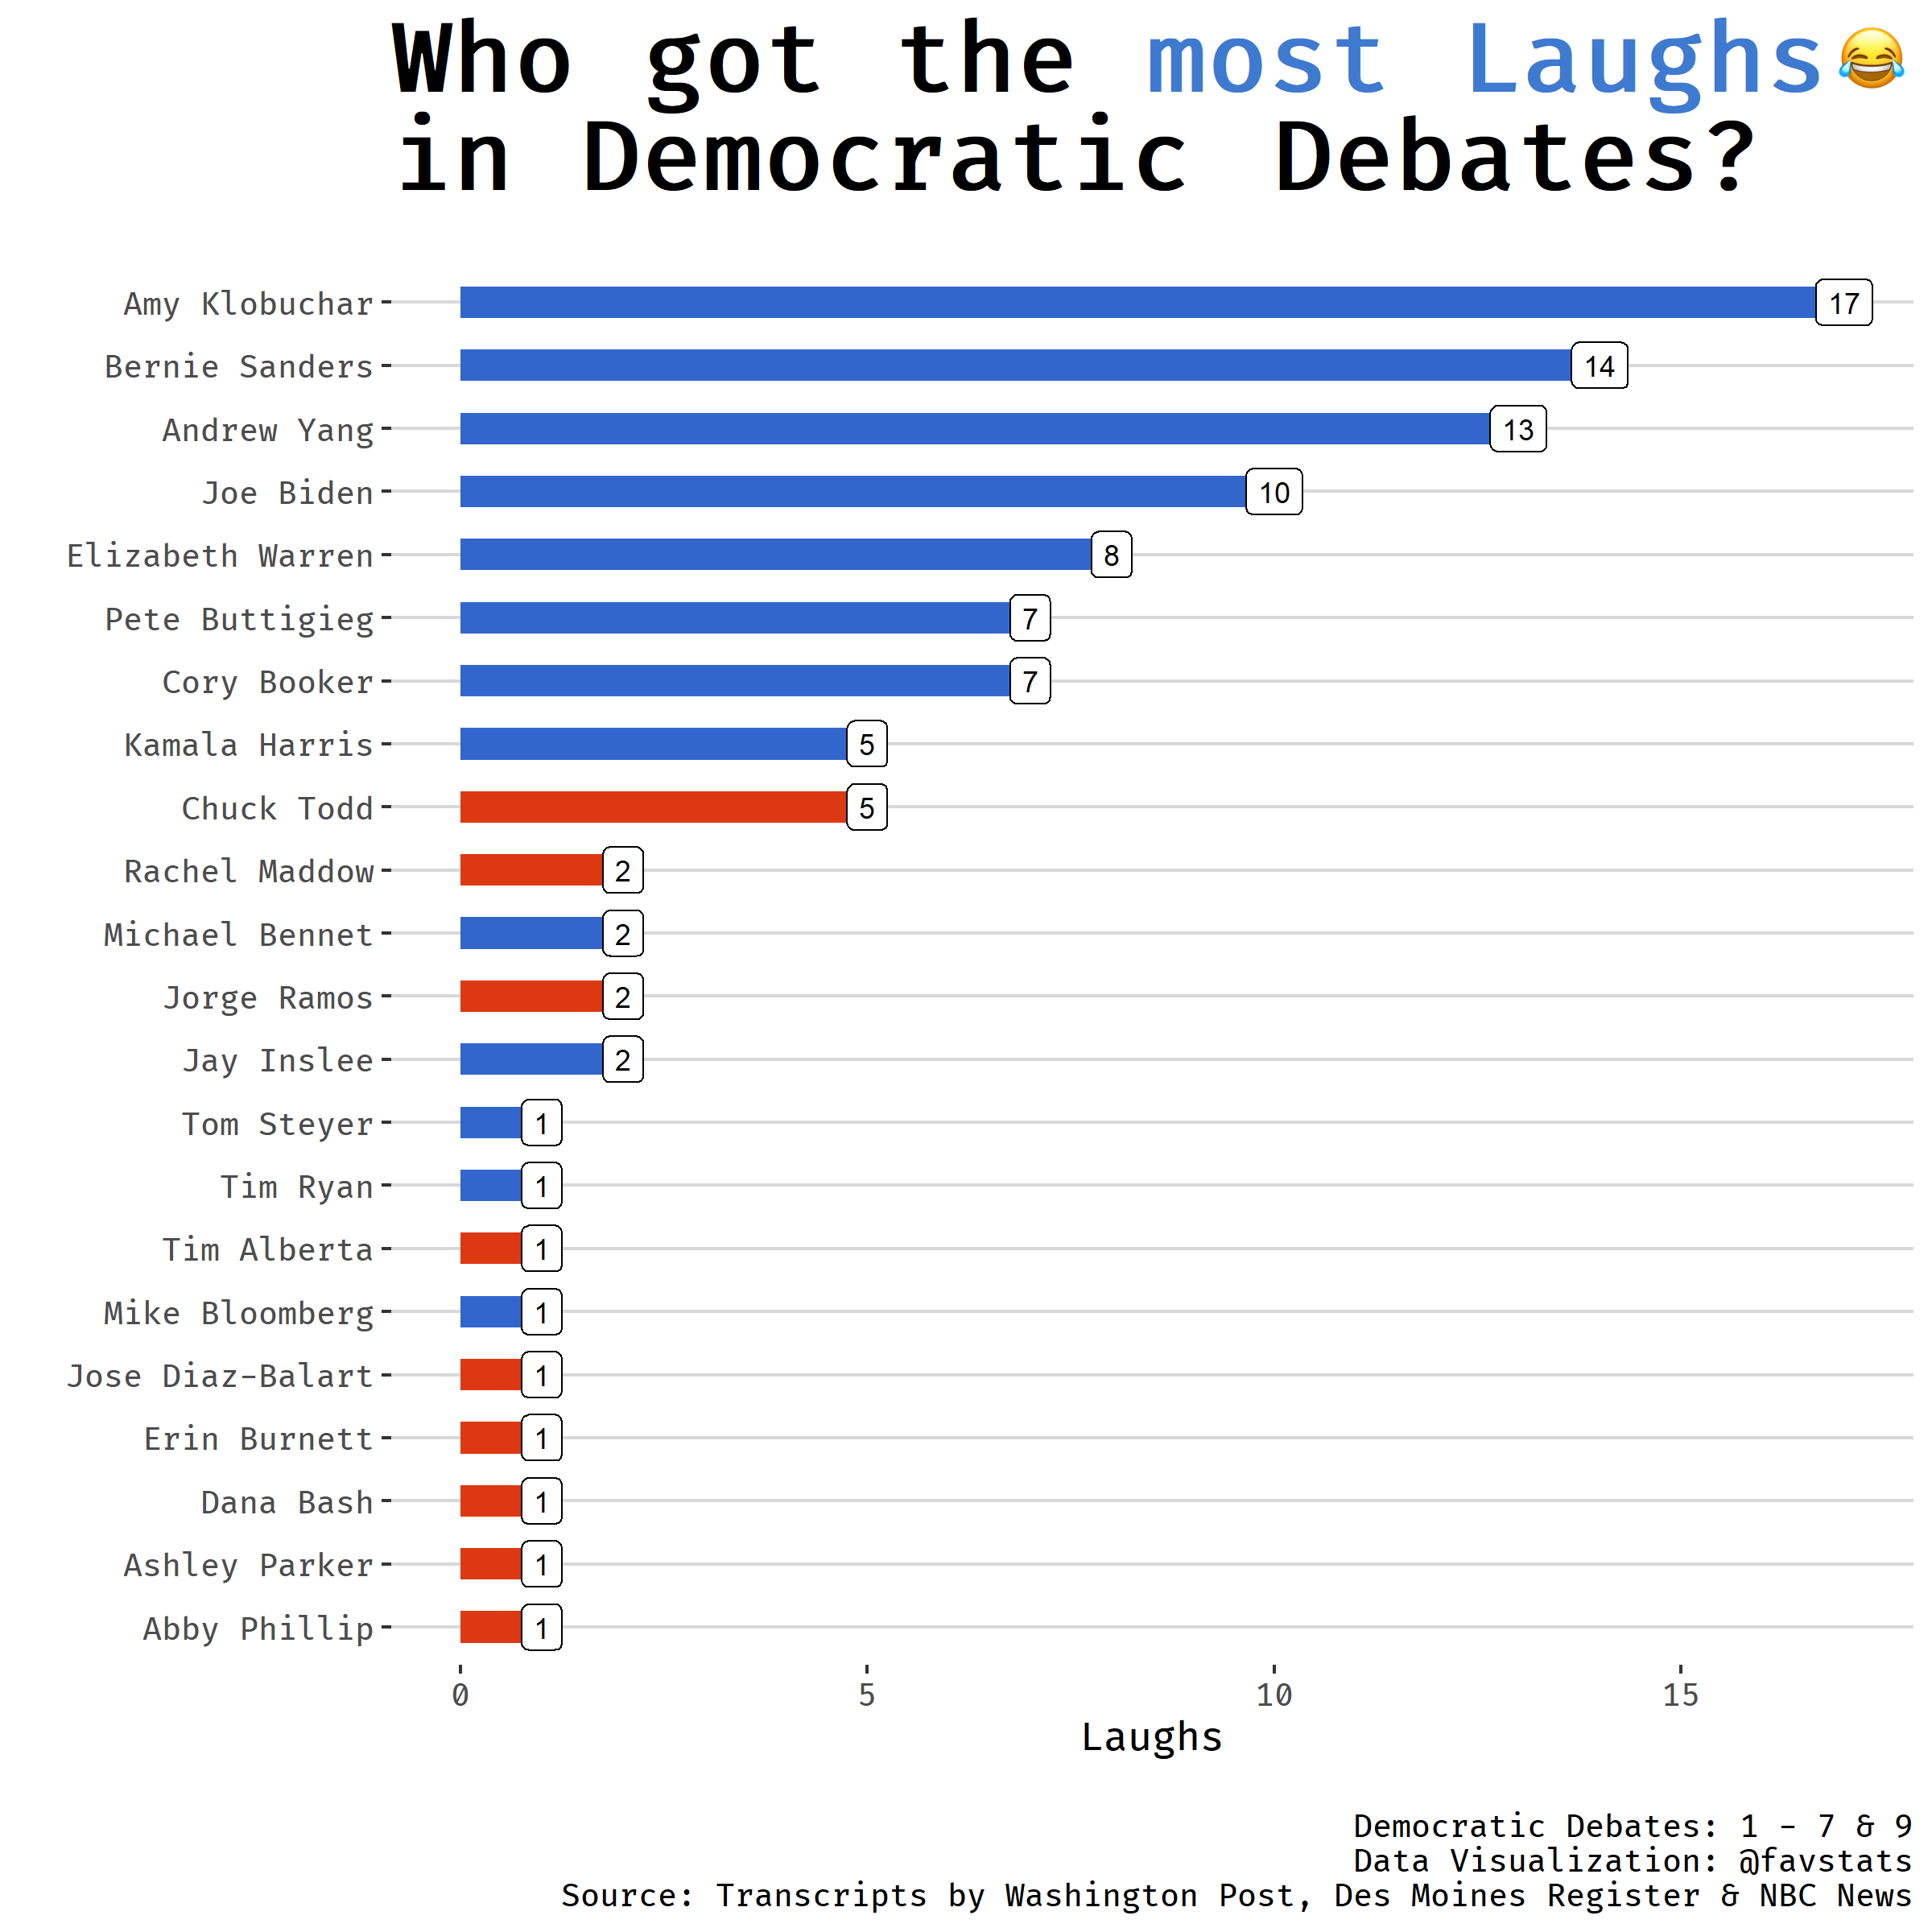 Who got the most Laughs😂
in Democratic Debates?
Amy Klobuchar 17
Bernie Sanders 14
Andrew Yang 13
Joe Biden 10
Elizabeth Warren 8
Pete Buttigieg 7
Cory Booker 7
Kamala Harris 5
Chuck Todd 5
Rachel Maddow 2
Michael Bennet 2
Jorge Ramos 2
Jay Inslee 2
Tom Steyer 1
Tim Ryan 1
Tim Alberta 1
Mike Bloomberg 1
Jose Diaz-Balart 1
Erin Burnett 1
Dana Bash 1
Ashley Parker 1
Abby Phillip 1
0 5 10 15
Laughs
Democratic Debates: 1 - 7 & 9
Data Visualization: @favstats
Source: Transcripts by Washington Post, Des Moines Register & NBC News